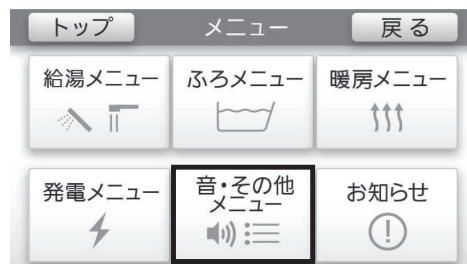 トップ
メニュー
戻る
給湯メニュー
ふろメニュー
暖房メニュー
発電メニュー
音・その他
メニュー
お知らせ